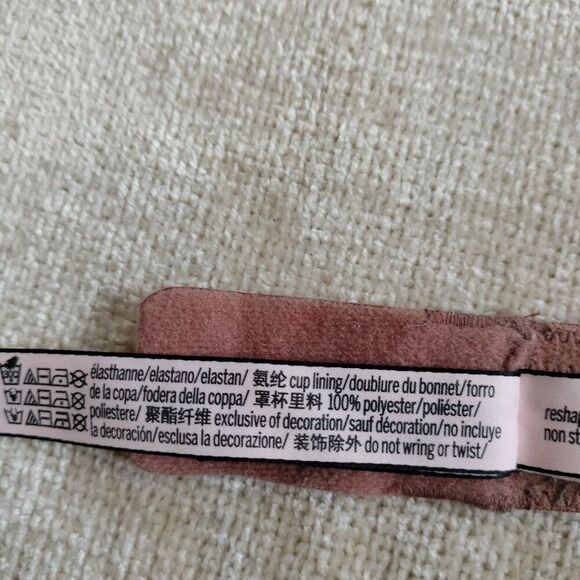 élasthanne/elastano/elastan/ 氨纶 cup lining/doublure du bonnet/forro
de la copa/fodera della coppa/ 罩杯里料 100% polyester/poliéster/
poliestere/ 聚酯纤维 exclusive of decoration/sauf décoration/no incluye
la decoración/esclusa la decorazione/ 装饰除外 do not wring or twist/
reshap
non st